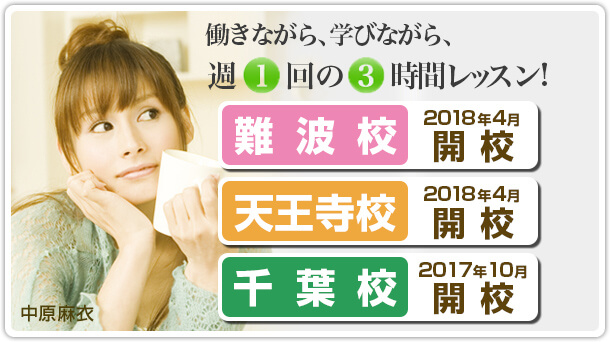 働きながら、学びながら、
週1回の3時間レッスン!
難波校
2018年4月
開校
天王寺校
2018年4月
開校
千葉校
2017年10月
開校
中原麻衣